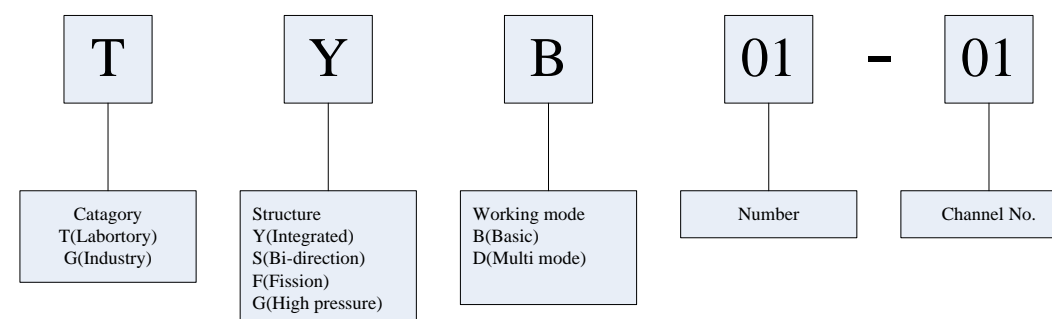 T Y B 01 - 01
Catagory
T(Labortory)
G(Industry)
Structure
Y(Integrated)
S(Bi-direction)
F(Fission)
G(High pressure)
Working mode
B(Basic)
D(Multi mode)
Number
Channel No.